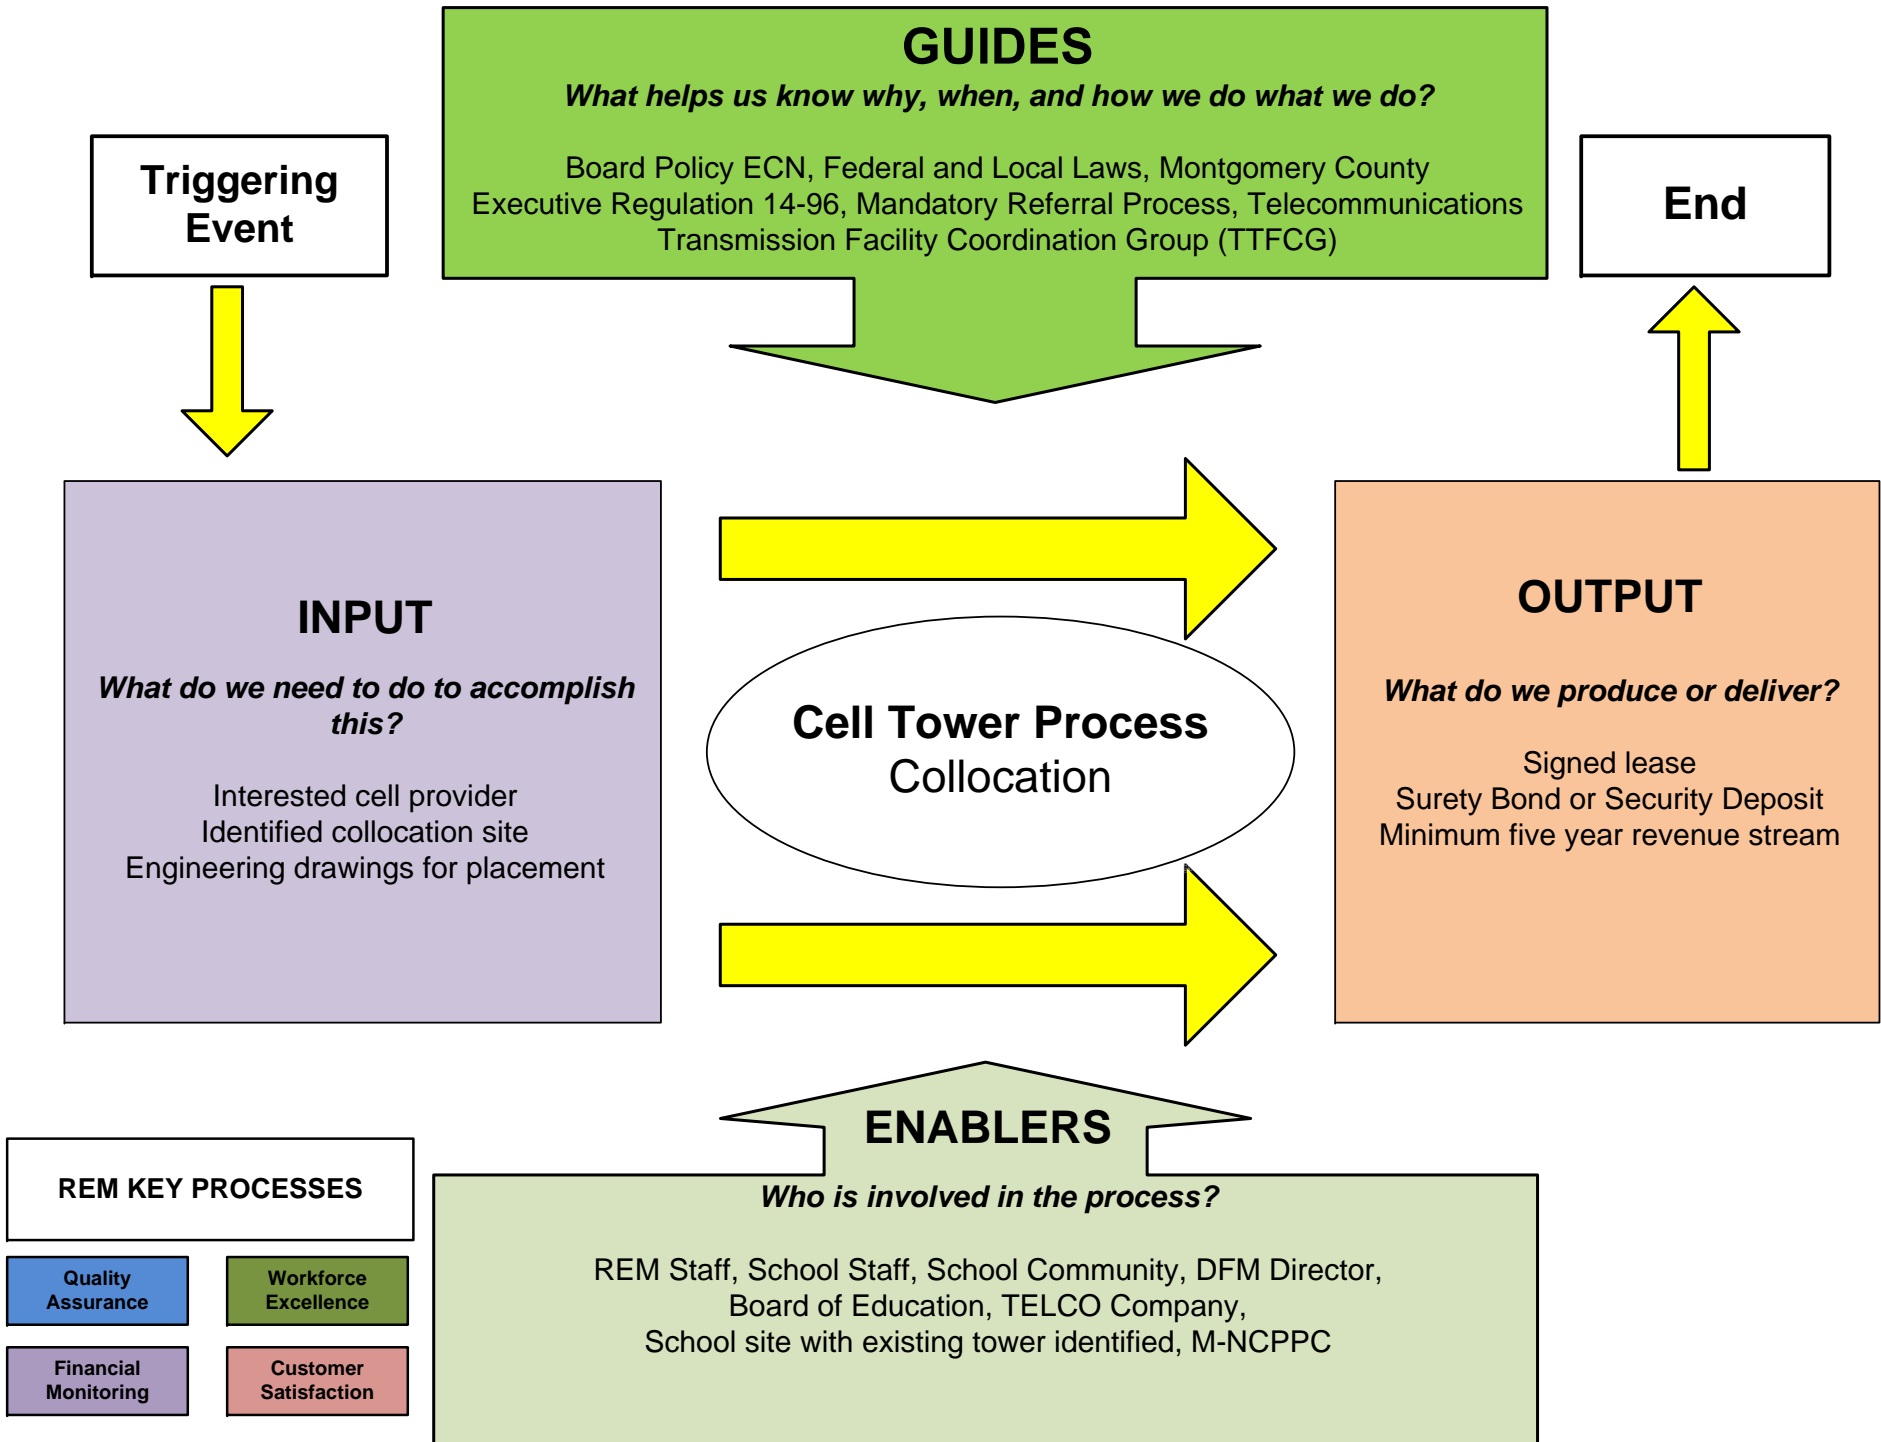 GUIDES
What helps us know why, when, and how we do what we do?
Board Policy ECN, Federal and Local Laws, Montgomery County
Executive Regulation 14-96, Mandatory Referral Process, Telecommunications
Transmission Facility Coordination Group (TTFCG)
Triggering
Event
End
INPUT
What do we need to do to accomplish
this?
Interested cell provider
Identified collocation site
Engineering drawings for placement
Cell Tower Process
Collocation
OUTPUT
What do we produce or deliver?
Signed lease
Surety Bond or Security Deposit
Minimum five year revenue stream
ENABLERS
Who is involved in the process?
REM Staff, School Staff, School Community, DFM Director,
Board of Education, TELCO Company,
School site with existing tower identified, M-NCPPC
REM KEY PROCESSES
Quality
Assurance
Workforce
Excellence
Financial
Monitoring
Customer
Satisfaction